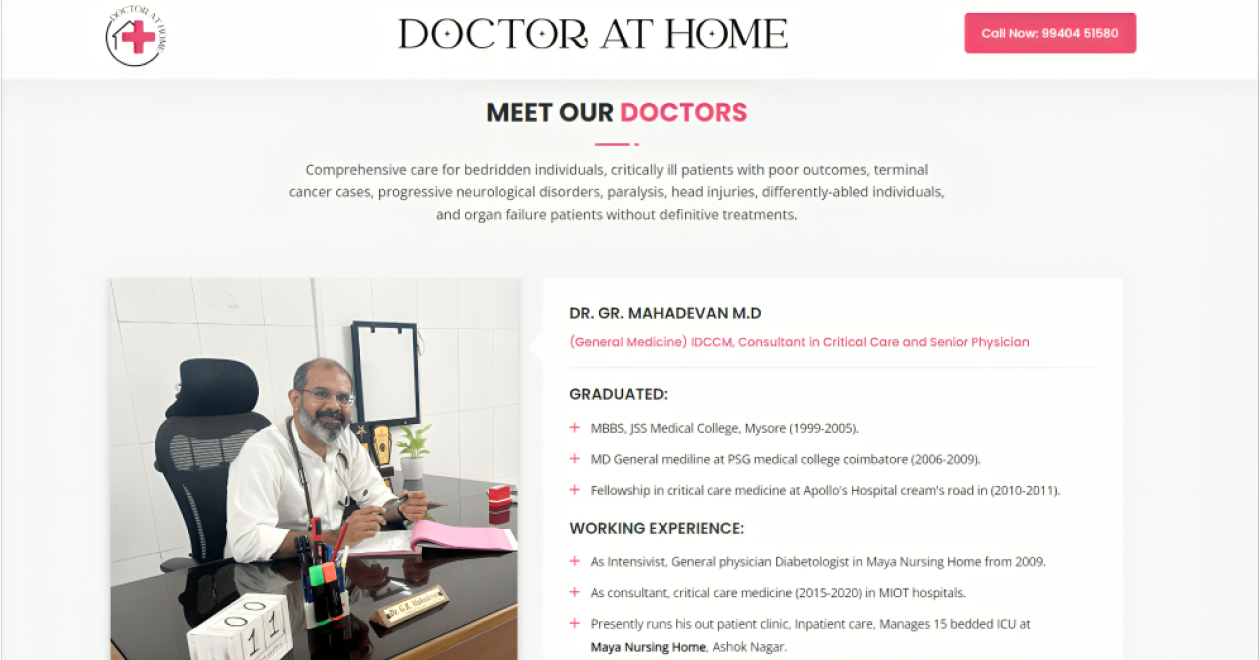 DOCTOR AT HOME
DOCTOR AT HOME
Call Now: 99404 51580
MEET OUR DOCTORS
Comprehensive care for bedridden individuals, critically ill patients with poor outcomes, terminal
cancer cases, progressive neurological disorders, paralysis, head injuries, differently-abled individuals,
and organ failure patients without definitive treatments.
DR. GR. MAHADEVAN M.D
(General Medicine) IDCCM, Consultant in Critical Care and Senior Physician
GRADUATED:
MBBS, JSS Medical College, Mysore (1999-2005).
MD General mediline at PSG medical college coimbatore (2006-2009).
Fellowship in critical care medicine at Apollo's Hospital cream's road in (2010-2011).
WORKING EXPERIENCE:
As Intensivist, General physician Diabetologist in Maya Nursing Home from 2009.
As consultant, critical care medicine (2015-2020) in MIOT hospitals.
Presently runs his out patient clinic, Inpatient care, Manages 15 bedded ICU at
Maya Nursing Home, Ashok Nagar.
Dr. G.R. Mahadevan
00
11